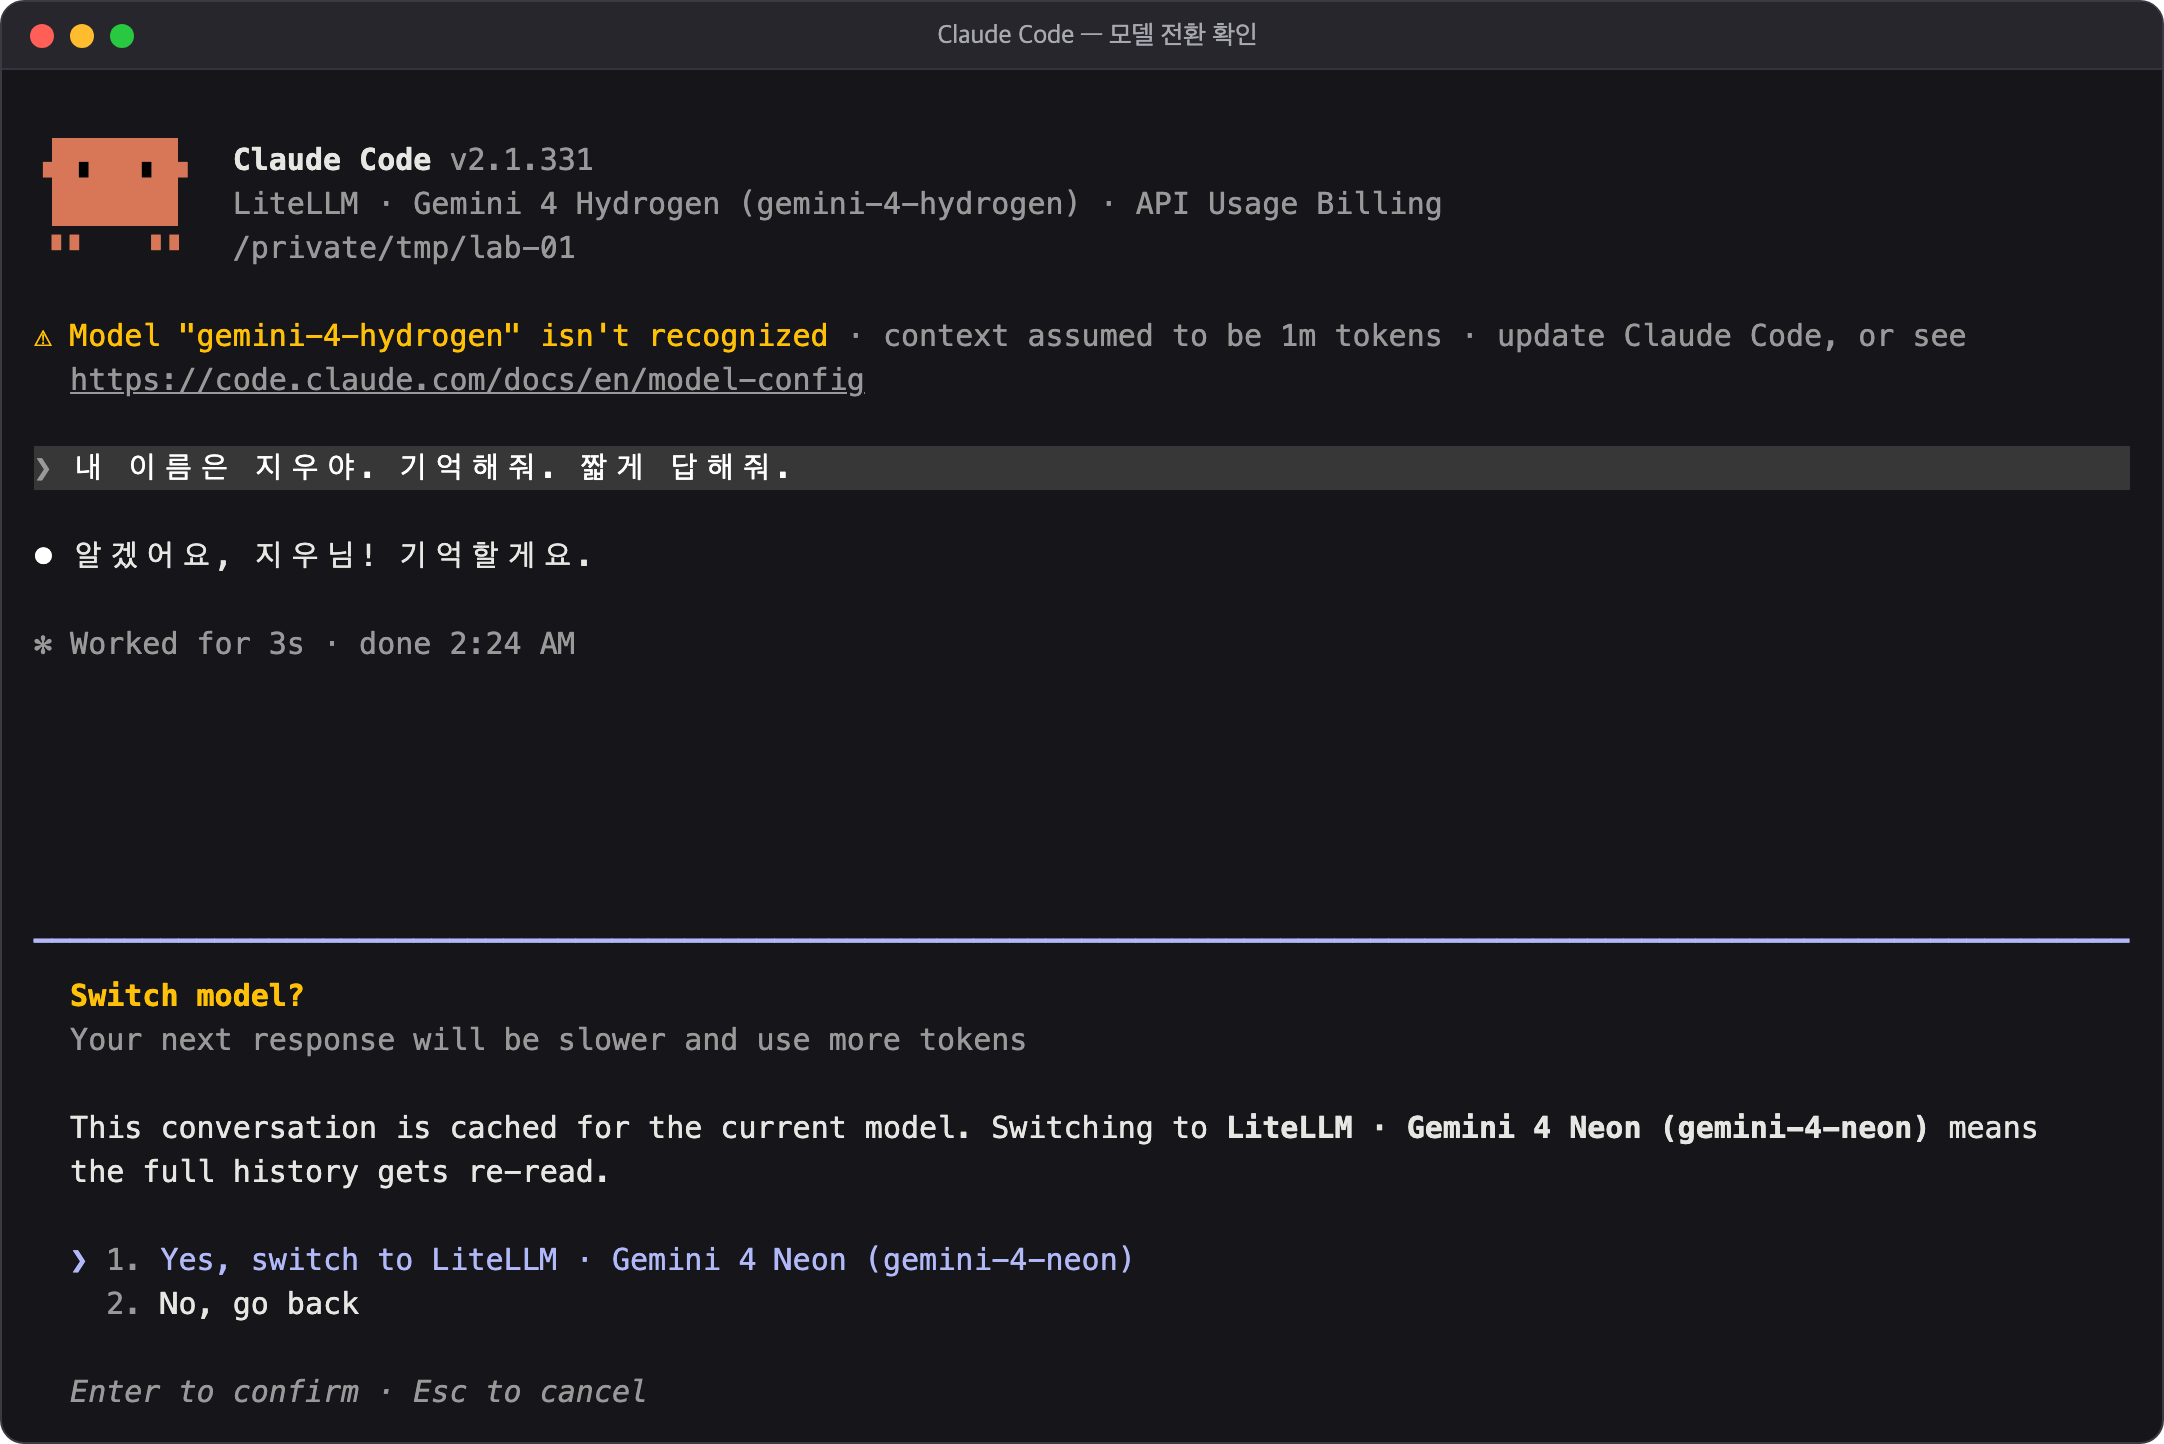 Claude Code — 모델 전환 확인
Claude Code v2.1.331
LiteLLM · Gemini 4 Hydrogen (gemini-4-hydrogen) · API Usage Billing
/private/tmp/lab-01
⚠ Model "gemini-4-hydrogen" isn't recognized · context assumed to be 1m tokens · update Claude Code, or see
https://code.claude.com/docs/en/model-config
❯ 내 이름은 지우야. 기억해줘. 짧게 답해줘.
● 알겠어요, 지우님! 기억할게요.
✻ Worked for 3s · done 2:24 AM
Switch model?
Your next response will be slower and use more tokens
This conversation is cached for the current model. Switching to LiteLLM · Gemini 4 Neon (gemini-4-neon) means
the full history gets re-read.
❯ 1. Yes, switch to LiteLLM · Gemini 4 Neon (gemini-4-neon)
2. No, go back
Enter to confirm · Esc to cancel